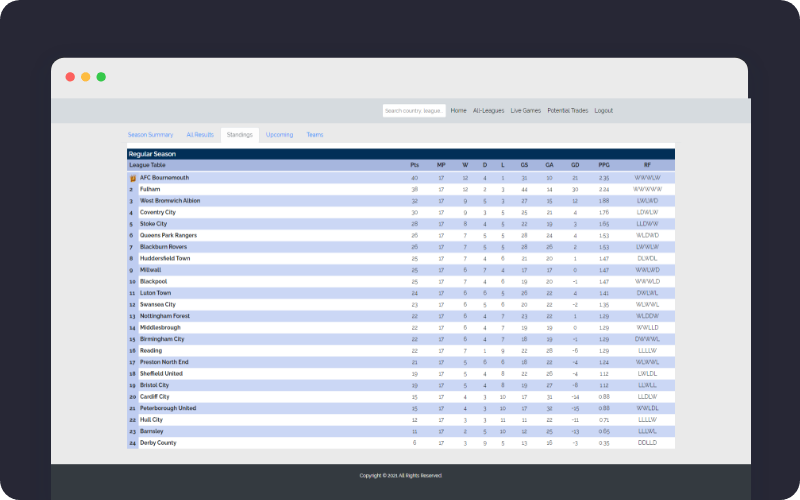 Search country, league...
Home All-Leagues Live Games Potential Trades Logout
Season Summary All Results Standings Upcoming Teams
Regular Season
League Table Pts MP W D L GS GA GD PPG RF
AFC Bournemouth 40 17 12 4 1 31 10 21 2.35 WWWLW
2 Fulham 38 17 12 2 3 44 14 30 2.24 WWWWW
3 West Bromwich Albion 32 17 9 5 3 27 15 12 1.88 LWLWD
4 Coventry City 30 17 9 3 5 25 21 4 1.76 LDWLW
5 Stoke City 28 17 8 4 5 22 19 3 1.65 LLDWW
6 Queens Park Rangers 26 17 7 5 5 28 24 4 1.53 WLDWD
7 Blackburn Rovers 26 17 7 5 5 28 26 2 1.53 LWWLW
8 Huddersfield Town 25 17 7 4 6 21 20 1 1.47 DLWDL
9 Millwall 25 17 6 7 4 17 17 0 1.47 WWLWD
10 Blackpool 25 17 7 4 6 19 20 -1 1.47 WWWLD
11 Luton Town 24 17 6 6 5 26 22 4 1.41 DWLWL
12 Swansea City 23 17 6 5 6 20 22 -2 1.35 WLWWL
13 Nottingham Forest 22 17 6 4 7 23 22 1 1.29 WLDDW
14 Middlesbrough 22 17 6 4 7 19 19 0 1.29 WWLLD
15 Birmingham City 22 17 6 4 7 18 19 -1 1.29 DWWWL
16 Reading 22 17 7 1 9 22 28 -6 1.29 LLLLW
17 Preston North End 21 17 5 6 6 18 22 -4 1.24 WLWWL
18 Sheffield United 19 17 5 4 8 22 26 -4 1.12 LWLDL
19 Bristol City 19 17 5 4 8 19 27 -8 1.12 LLWLL
20 Cardiff City 15 17 4 3 10 17 31 -14 0.88 LLDLW
21 Peterborough United 15 17 4 3 10 17 32 -15 0.88 WWLDL
22 Hull City 12 17 3 3 11 11 22 -11 0.71 LLLLW
23 Barnsley 11 17 2 5 10 12 25 -13 0.65 LLLWL
24 Derby County 6 17 3 9 5 13 16 -3 0.35 DDLLD
Copyright © 2021 All Rights Reserved.